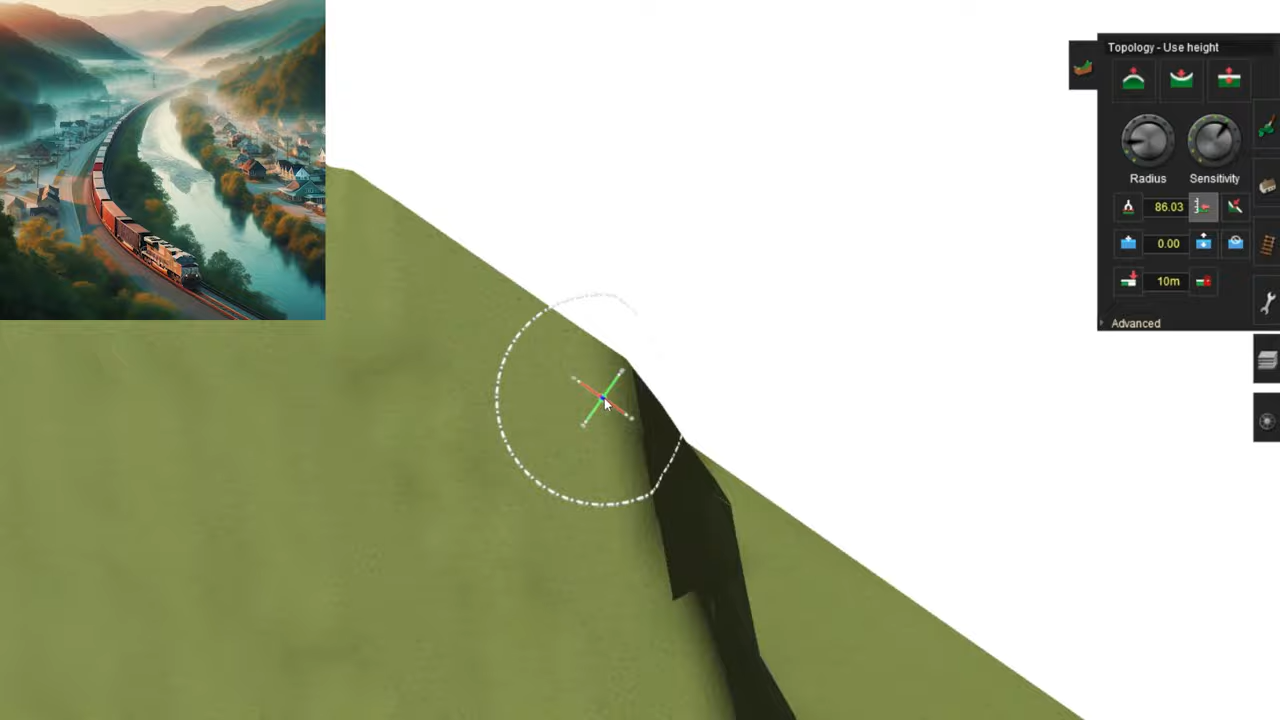 Topology - Use height
Radius
Sensitivity
86.03
0.00
10m
Advanced